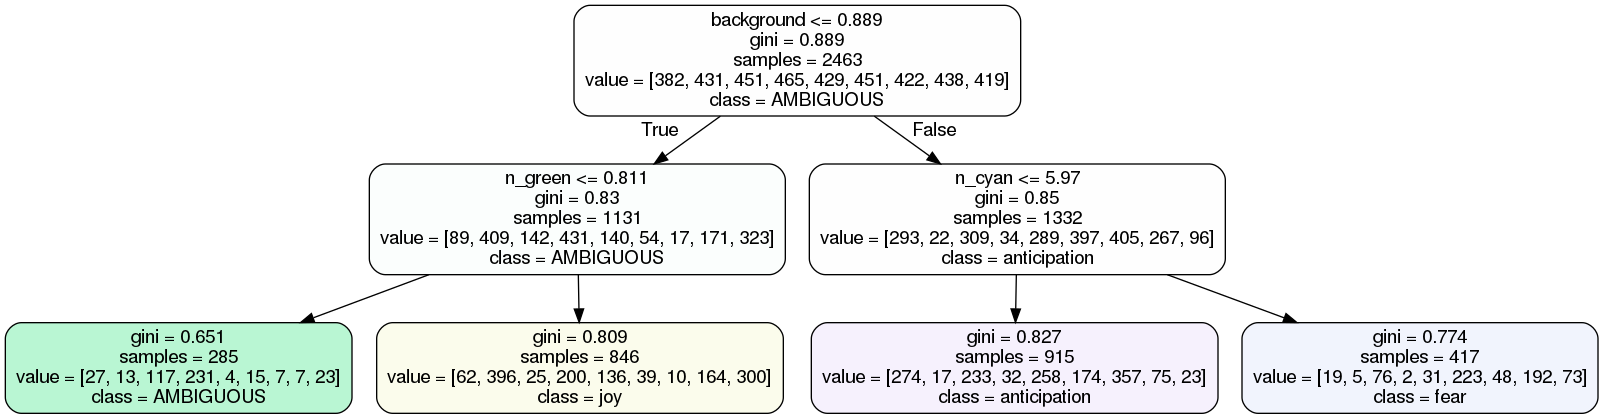 background <= 0.889
gini = 0.889
samples = 2463
value = [382, 431, 451, 465, 429, 451, 422, 438, 419]
class = AMBIGUOUS
True
False
n_green <= 0.811
gini = 0.83
samples = 1131
value = [89, 409, 142, 431, 140, 54, 17, 171, 323]
class = AMBIGUOUS
n_cyan <= 5.97
gini = 0.85
samples = 1332
value = [293, 22, 309, 34, 289, 397, 405, 267, 96]
class = anticipation
gini = 0.651
samples = 285
value = [27, 13, 117, 231, 4, 15, 7, 7, 23]
class = AMBIGUOUS
gini = 0.809
samples = 846
value = [62, 396, 25, 200, 136, 39, 10, 164, 300]
class = joy
gini = 0.827
samples = 915
value = [274, 17, 233, 32, 258, 174, 357, 75, 23]
class = anticipation
gini = 0.774
samples = 417
value = [19, 5, 76, 2, 31, 223, 48, 192, 73]
class = fear